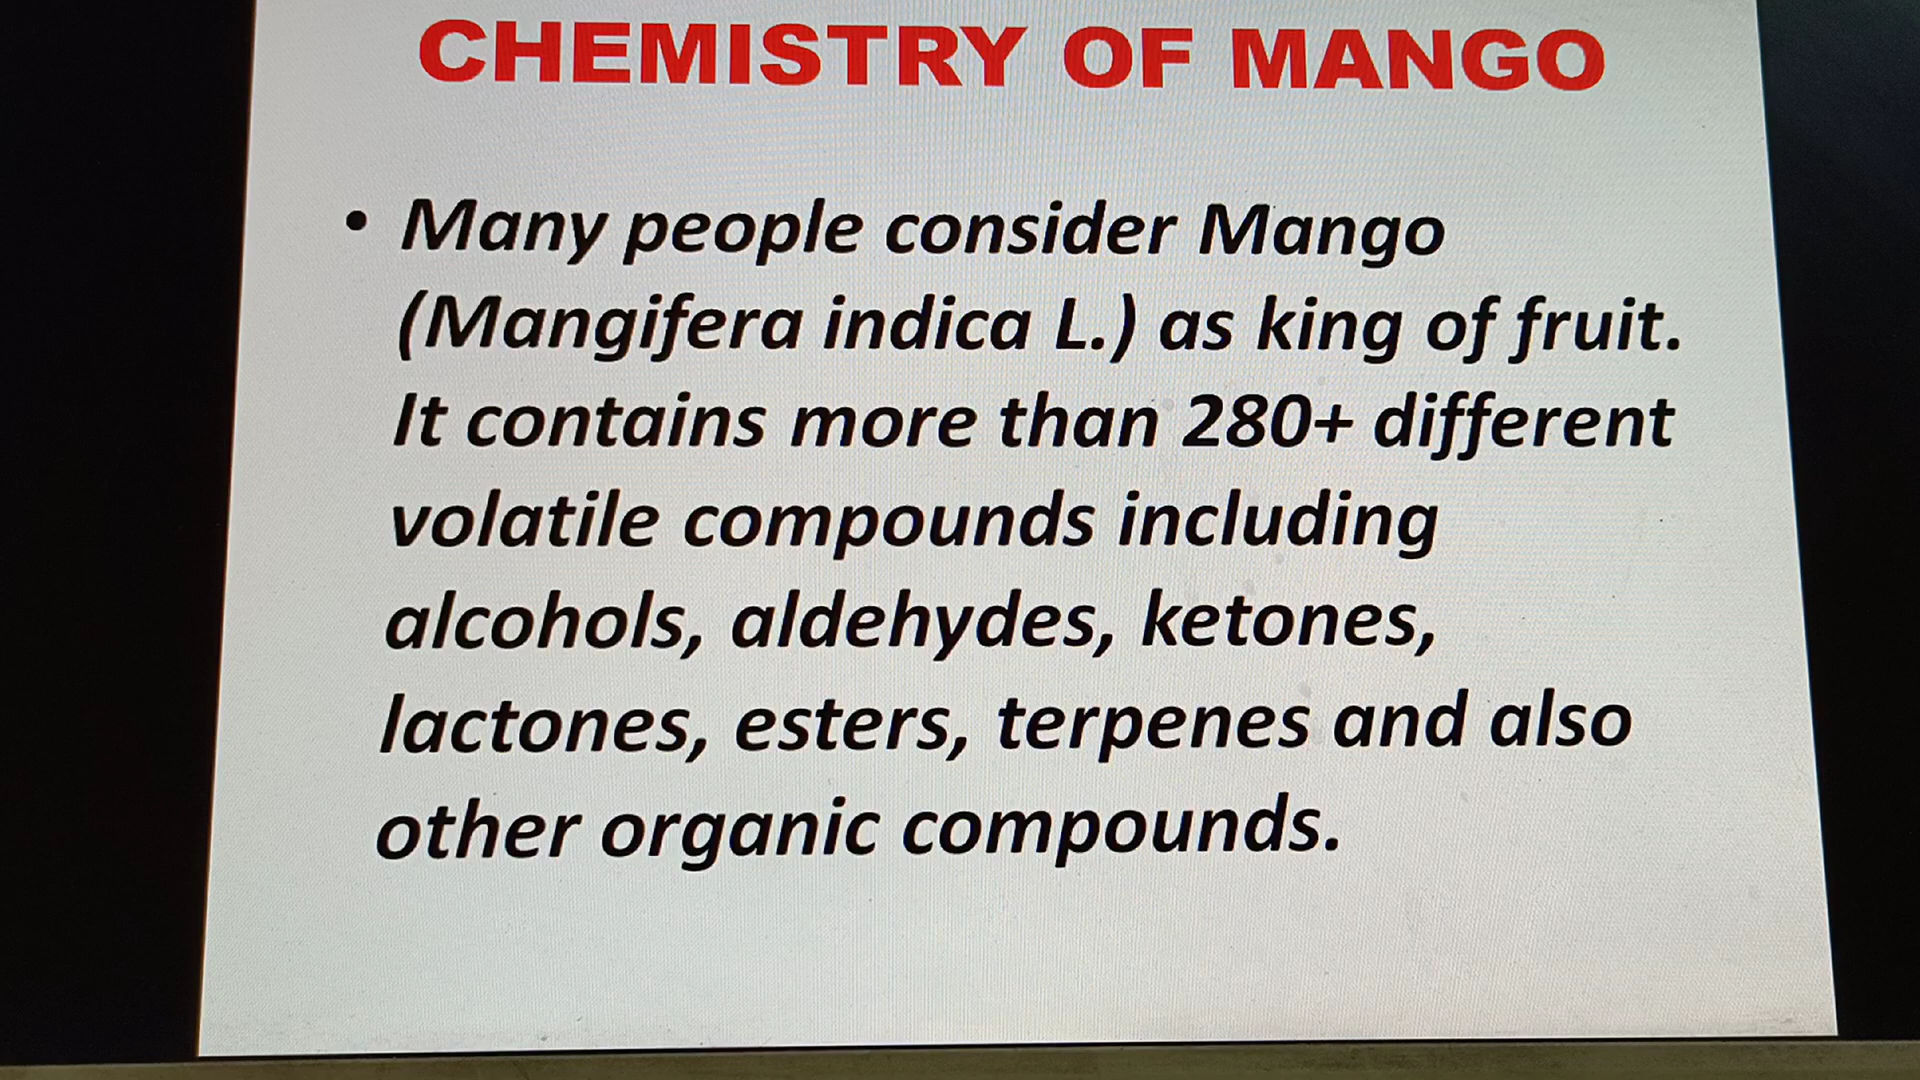 CHEMISTRY OF MANGO
• Many people consider Mango
(Mangifera indica L.) as king of fruit.
It contains more than 280+ different
volatile compounds including
alcohols, aldehydes, ketones,
lactones, esters, terpenes and also
other organic compounds.